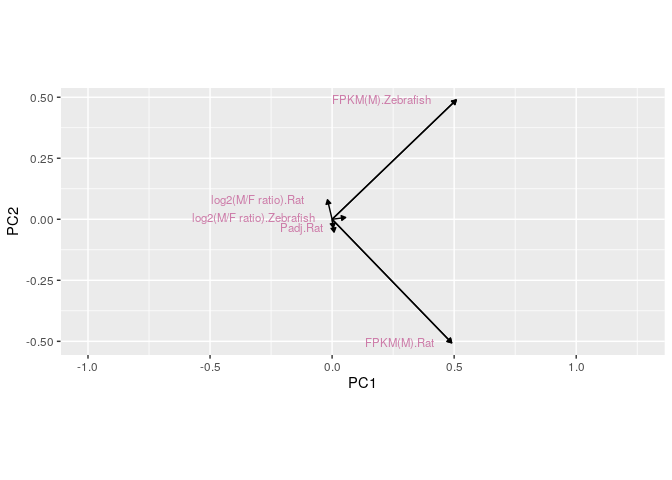 0.50
FPKM(M).Zebrafish
0.25
log2(M/F ratio).Rat
PC2
0.00
log2(M/F ratio).Zebrafish
Padj.Rat
-0.25
-0.50
FPKM(M).Rat
-1.0 -0.5 0.0 0.5 1.0
PC1